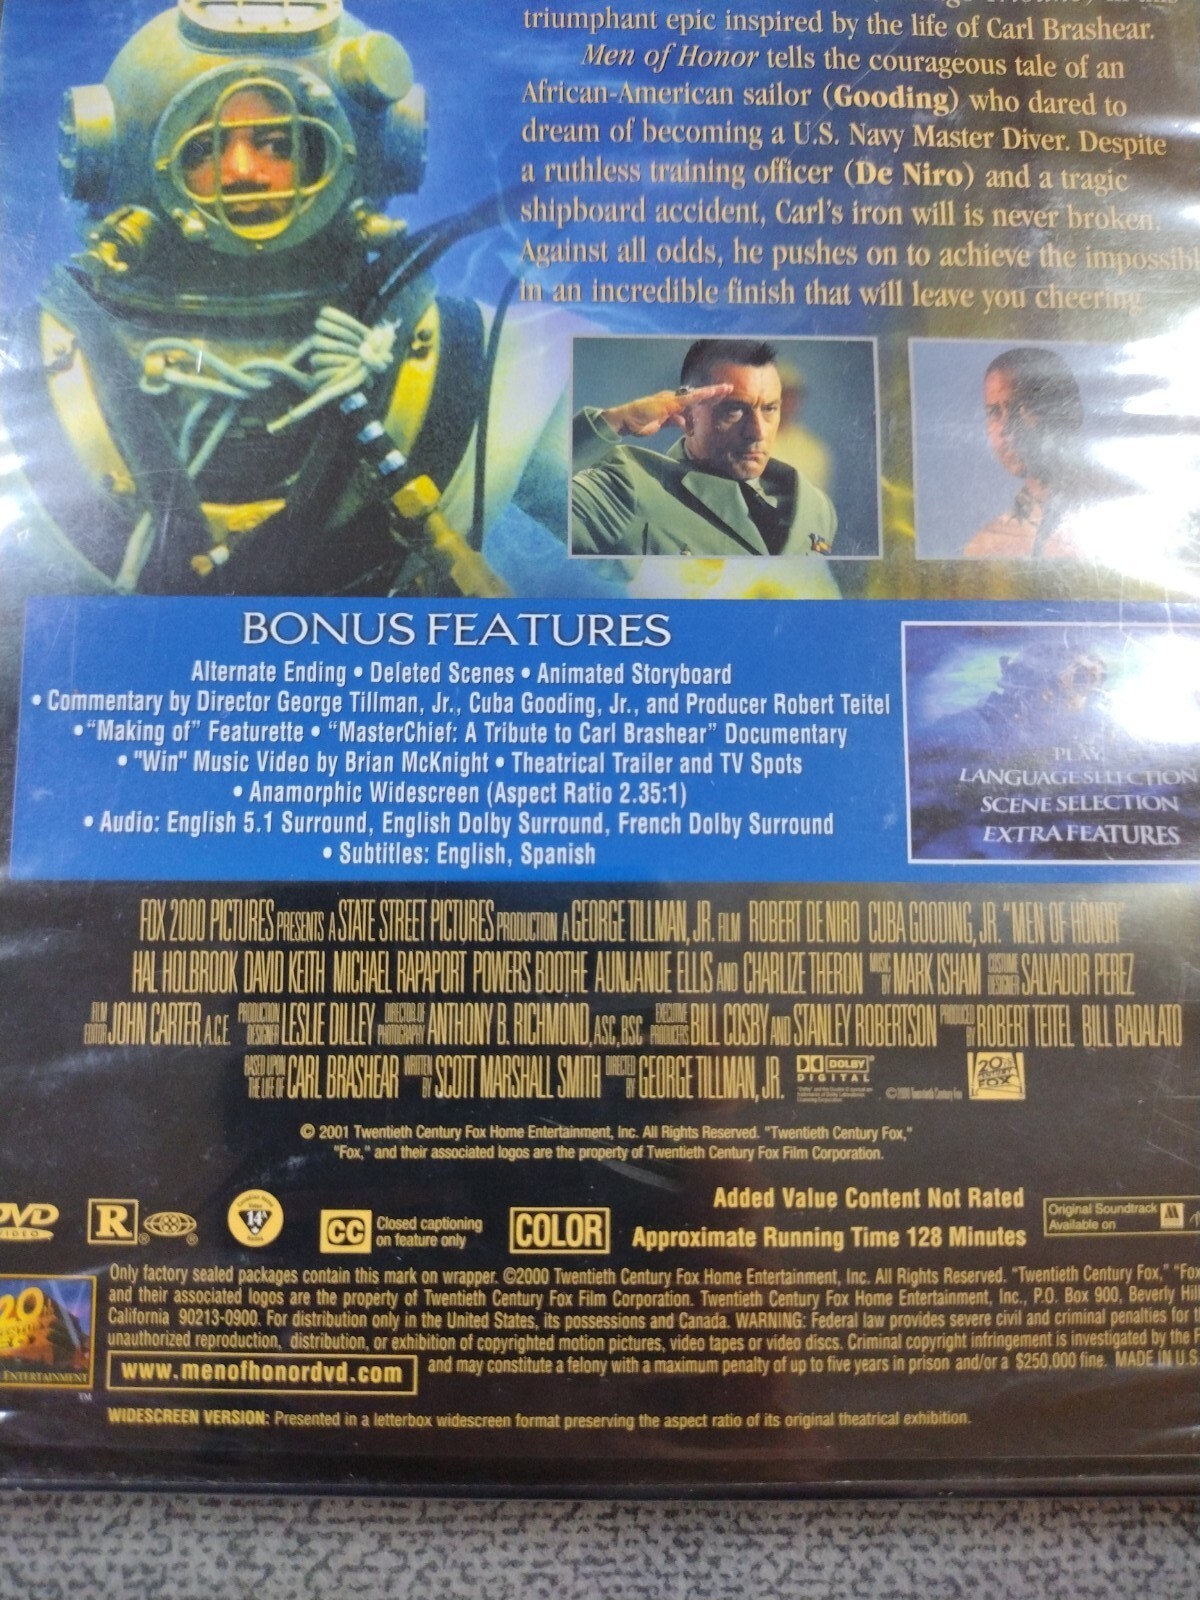 triumphant epic inspired by the life of Carl Brashear.
Men of Honor tells the courageous tale of an
African-American sailor (Gooding) who dared to
dream of becoming a U.S. Navy Master Diver. Despite
a ruthless training officer (De Niro) and a tragic
shipboard accident, Carl's iron will is never broken.
Against all odds, he pushes on to achieve the impossibl
in an incredible finish that will leave you cheering
BONUS FEATURES
Alternate Ending • Deleted Scenes • Animated Storyboard
• Commentary by Director George Tillman, Jr., Cuba Gooding, Jr., and Producer Robert Teitel
• "Making of" Featurette • "MasterChief: A Tribute to Carl Brashear" Documentary
• "Win" Music Video by Brian McKnight • Theatrical Trailer and TV Spots
• Anamorphic Widescreen (Aspect Ratio 2.35:1)
• Audio: English 5.1 Surround, English Dolby Surround, French Dolby Surround
• Subtitles: English, Spanish
PLAY
LANGUAGE SELECTION
SCENE SELECTION
EXTRA FEATURES
FOX 2000 PICTURES PRESENTS A STATE STREET PICTURES PRODUCTION A GEORGE TILLMAN, JR. FILM ROBERT DE NIRO CUBA GOODING, JR. "MEN OF HONOR"
HAL HOLBROOK DAVID KEITH MICHAEL RAPAPORT POWERS BOOTHE AUNJANUE ELLIS AND CHARLIZE THERON MUSIC BY MARK ISHAM COSTUME DESIGNER SALVADOR PEREZ
FILM EDITOR JOHN CARTER, A.C.E. PRODUCTION DESIGNER LESLIE DILLEY DIRECTOR OF PHOTOGRAPHY ANTHONY B. RICHMOND, ASC, BSC EXECUTIVE PRODUCERS BILL COSBY AND STANLEY ROBERTSON PRODUCED BY ROBERT TEITEL BILL BADALATO
BASED UPON THE LIFE OF CARL BRASHEAR WRITTEN BY SCOTT MARSHALL SMITH DIRECTED BY GEORGE TILLMAN, JR. DOLBY DIGITAL ©2000 Twentieth Century Fox 20th CENTURY FOX
© 2001 Twentieth Century Fox Home Entertainment, Inc. All Rights Reserved. "Twentieth Century Fox,"
"Fox," and their associated logos are the property of Twentieth Century Fox Film Corporation.
DVD VIDEO R 14A CC Closed captioning on feature only COLOR
Added Value Content Not Rated
Approximate Running Time 128 Minutes
Original Soundtrack
Available on
Only factory sealed packages contain this mark on wrapper. ©2000 Twentieth Century Fox Home Entertainment, Inc. All Rights Reserved. "Twentieth Century Fox," "Fox
and their associated logos are the property of Twentieth Century Fox Film Corporation. Twentieth Century Fox Home Entertainment, Inc., P.O. Box 900, Beverly Hil
California 90213-0900. For distribution only in the United States, its possessions and Canada. WARNING: Federal law provides severe civil and criminal penalties for
unauthorized reproduction, distribution, or exhibition of copyrighted motion pictures, video tapes or video discs. Criminal copyright infringement is investigated by the
and may constitute a felony with a maximum penalty of up to five years in prison and/or a $250,000 fine. MADE IN U.S.
www.menofhonordvd.com
20 ENTERTAINMENT
TM
WIDESCREEN VERSION: Presented in a letterbox widescreen format preserving the aspect ratio of its original theatrical exhibition.